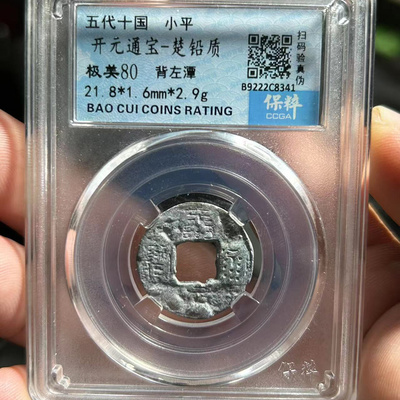 五代十国 小平
开元通宝-楚铅质
极美80 背左潭
21.8*1.6mm*2.9g
BAO CUI COINS RATING
扫码验真伪
B9222C8341
保粹
CCGA
保粹